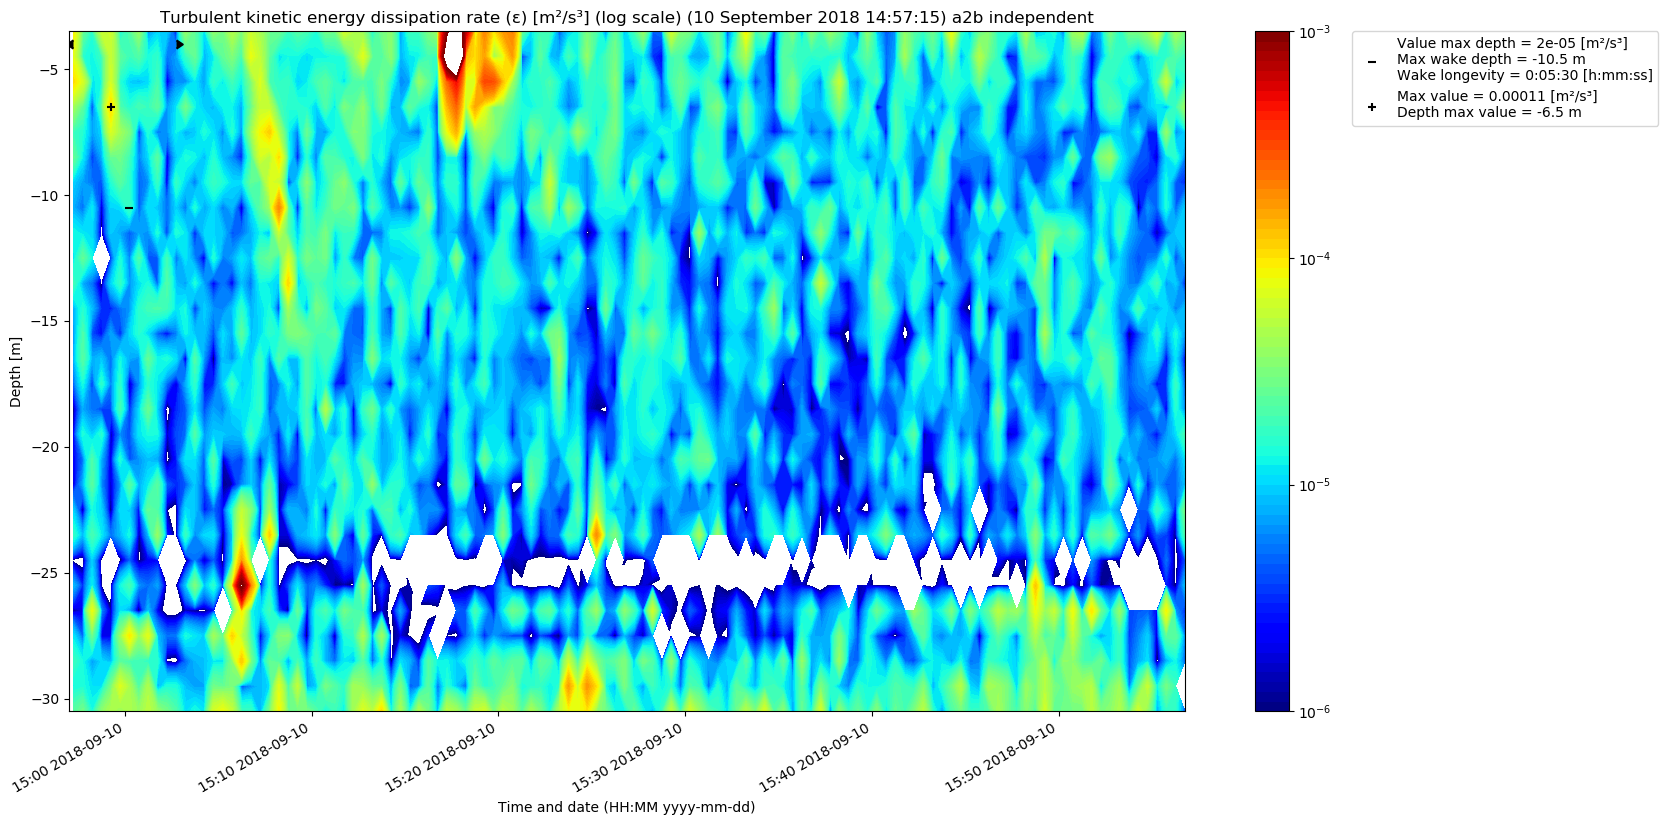 Turbulent kinetic energy dissipation rate (ε) [m²/s³] (log scale) (10 September 2018 14:57:15) a2b independent
Depth [m]
−5
−10
−15
−20
−25
−30
15:00 2018-09-10
15:10 2018-09-10
15:20 2018-09-10
15:30 2018-09-10
15:40 2018-09-10
15:50 2018-09-10
Time and date (HH:MM yyyy-mm-dd)
10⁻³
10⁻⁴
10⁻⁵
10⁻⁶
Value max depth = 2e-05 [m²/s³]
Max wake depth = -10.5 m
Wake longevity = 0:05:30 [h:mm:ss]
Max value = 0.00011 [m²/s³]
Depth max value = -6.5 m